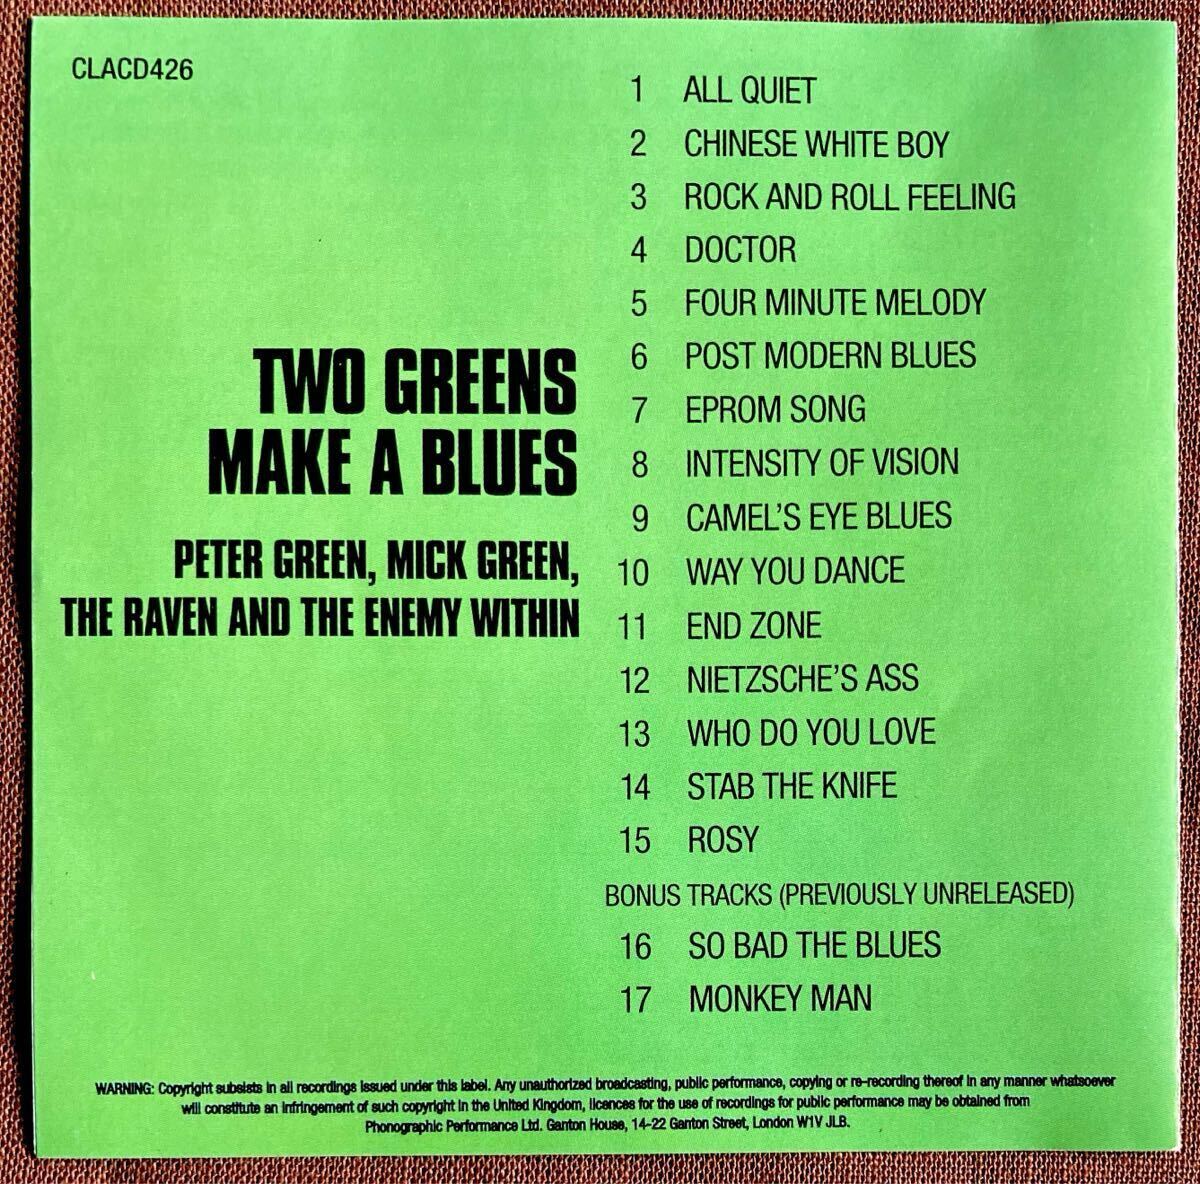 CLACD426
TWO GREENS
MAKE A BLUES
PETER GREEN, MICK GREEN,
THE RAVEN AND THE ENEMY WITHIN
1 ALL QUIET
2 CHINESE WHITE BOY
3 ROCK AND ROLL FEELING
4 DOCTOR
5 FOUR MINUTE MELODY
6 POST MODERN BLUES
7 EPROM SONG
8 INTENSITY OF VISION
9 CAMEL'S EYE BLUES
10 WAY YOU DANCE
11 END ZONE
12 NIETZSCHE'S ASS
13 WHO DO YOU LOVE
14 STAB THE KNIFE
15 ROSY
BONUS TRACKS (PREVIOUSLY UNRELEASED)
16 SO BAD THE BLUES
17 MONKEY MAN
WARNING: Copyright subsists in all recordings issued under this label. Any unauthorized broadcasting, public performance, copying or re-recording thereof in any manner whatsoever
will constitute an infringement of such copyright in the United Kingdom, licences for the use of recordings for public performance may be obtained from
Phonographic Performance Ltd. Ganton House, 14-22 Ganton Street, London W1V JLB.